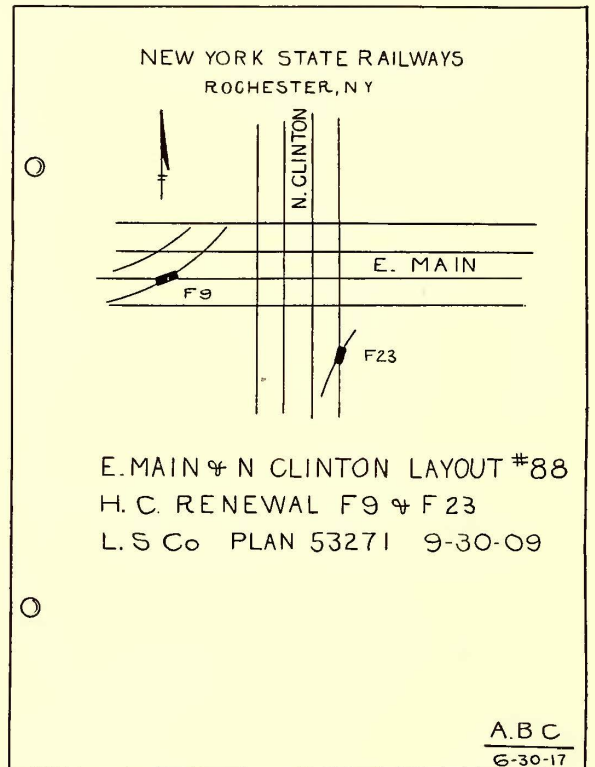 NEW YORK STATE RAILWAYS
ROCHESTER, NY
N. CLINTON
E. MAIN
F9
F23
E. MAIN & N CLINTON LAYOUT #88
H. C. RENEWAL F9 & F23
L. S Co PLAN 53271 9-30-09
A. B C
6-30-17